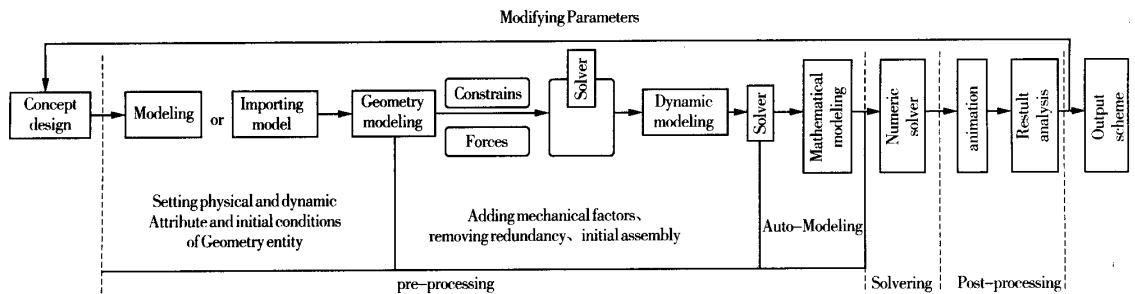 Modifying Parameters
Concept
design
Modeling
or
Importing
model
Geometry
modeling
Constrains
Forces
Solver
Dynamic
modeling
Solver
Mathematical
modeling
Numeric
solver
animation
Restult
analysis
Output
scheme
Setting physical and dynamic
Attribute and initial conditions
of Geometry entity
Adding mechanical factors、
removing redundancy、initial assembly
Auto-Modeling
pre-processing
Solvering
Post-processing